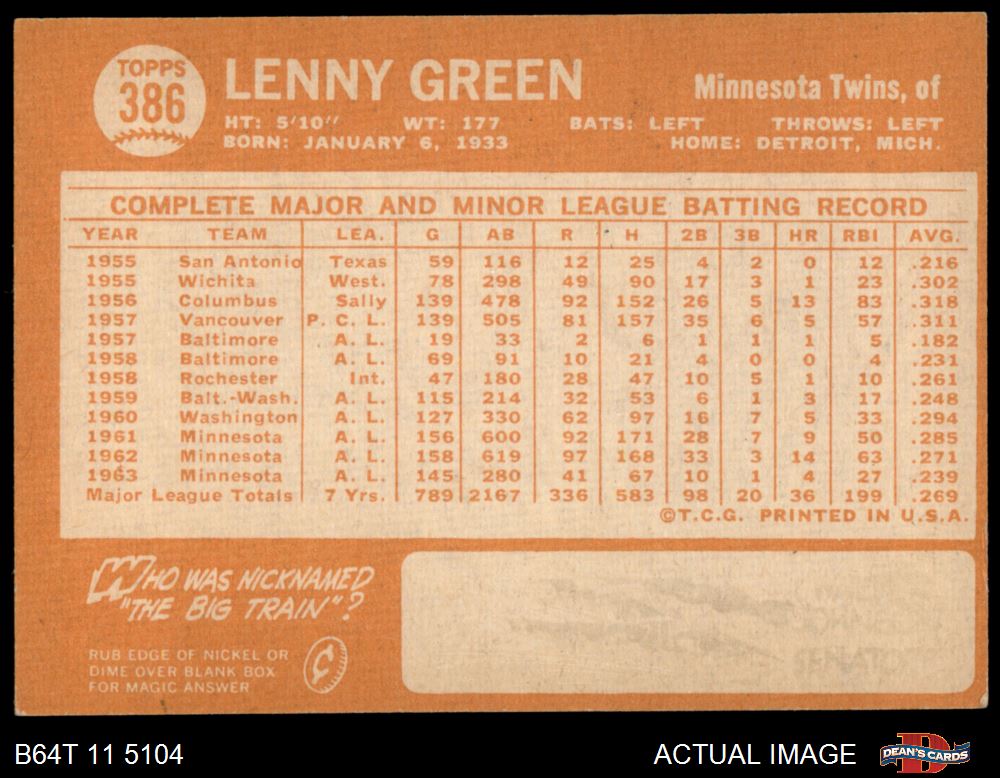 TOPPS
386
LENNY GREEN
Minnesota Twins, of
HT: 5'10" WT: 177 BATS: LEFT THROWS: LEFT
BORN: JANUARY 6, 1933 HOME: DETROIT, MICH.
COMPLETE MAJOR AND MINOR LEAGUE BATTING RECORD
YEAR TEAM LEA. G AB R H 2B 3B HR RBI AVG.
1955 San Antonio Texas 59 116 12 25 4 2 0 12 .216
1955 Wichita West. 78 298 49 90 17 3 1 23 .302
1956 Columbus Sally 139 478 92 152 26 5 13 83 .318
1957 Vancouver P. C. L. 139 505 81 157 35 6 5 57 .311
1957 Baltimore A. L. 19 33 2 6 1 1 1 5 .182
1958 Baltimore A. L. 69 91 10 21 4 0 0 4 .231
1958 Rochester Int. 47 180 28 47 10 5 1 10 .261
1959 Balt.-Wash. A. L. 115 214 32 53 6 1 3 17 .248
1960 Washington A. L. 127 330 62 97 16 7 5 33 .294
1961 Minnesota A. L. 156 600 92 171 28 7 9 50 .285
1962 Minnesota A. L. 158 619 97 168 33 3 14 63 .271
1963 Minnesota A. L. 145 280 41 67 10 1 4 27 .239
Major League Totals 7 Yrs. 789 2167 336 583 98 20 36 199 .269
©T.C.G. PRINTED IN U.S.A.
WHO WAS NICKNAMED
"THE BIG TRAIN"?
RUB EDGE OF NICKEL OR
DIME OVER BLANK BOX
FOR MAGIC ANSWER
¢
B64T 11 5104
ACTUAL IMAGE
D
DEAN'S CARDS